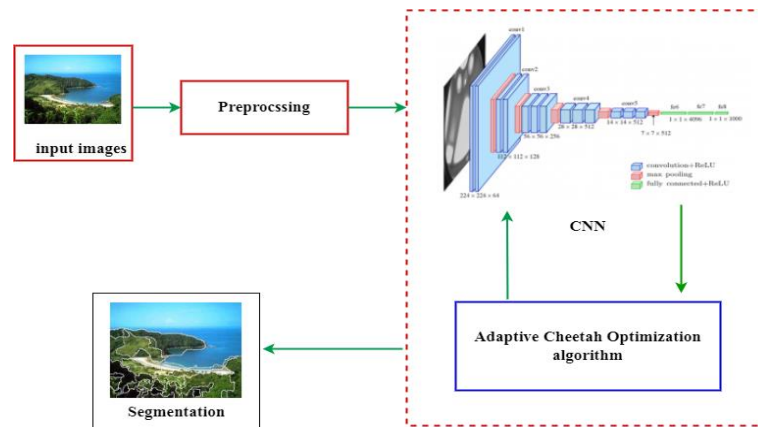 input images
Preprocssing
conv1
conv2
conv3
conv4
conv5
fc6 fc7 fc8
1 × 1 × 4096 1 × 1 × 1000
14 × 14 × 512
28 × 28 × 512
7 × 7 × 512
56 × 56 × 256
112 × 112 × 128
224 × 224 × 64
convolution+ReLU
max pooling
fully connected+ReLU
CNN
Adaptive Cheetah Optimization
algorithm
Segmentation